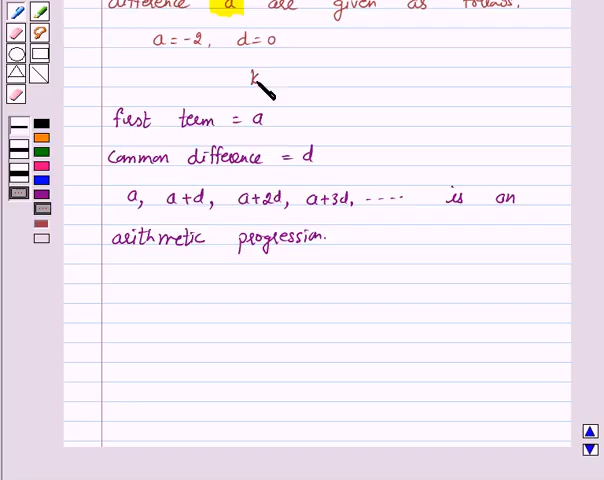 difference d are given as follows.
a = -2, d = 0
k
first term = a
common difference = d
a, a+d, a+2d, a+3d, ---- is an
arithmetic progression.